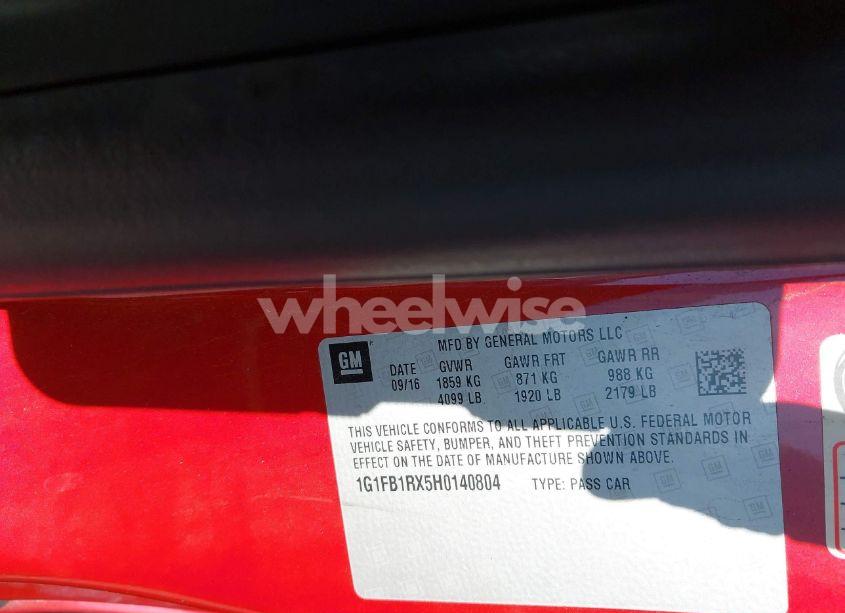 wheelwise
MFD BY GENERAL MOTORS LLC
GM
DATE GVWR GAWR FRT GAWR RR
09/16 1859 KG 871 KG 988 KG
4099 LB 1920 LB 2179 LB
THIS VEHICLE CONFORMS TO ALL APPLICABLE U.S. FEDERAL MOTOR
VEHICLE SAFETY, BUMPER, AND THEFT PREVENTION STANDARDS IN
EFFECT ON THE DATE OF MANUFACTURE SHOWN ABOVE.
1G1FB1RX5H0140804 TYPE: PASS CAR